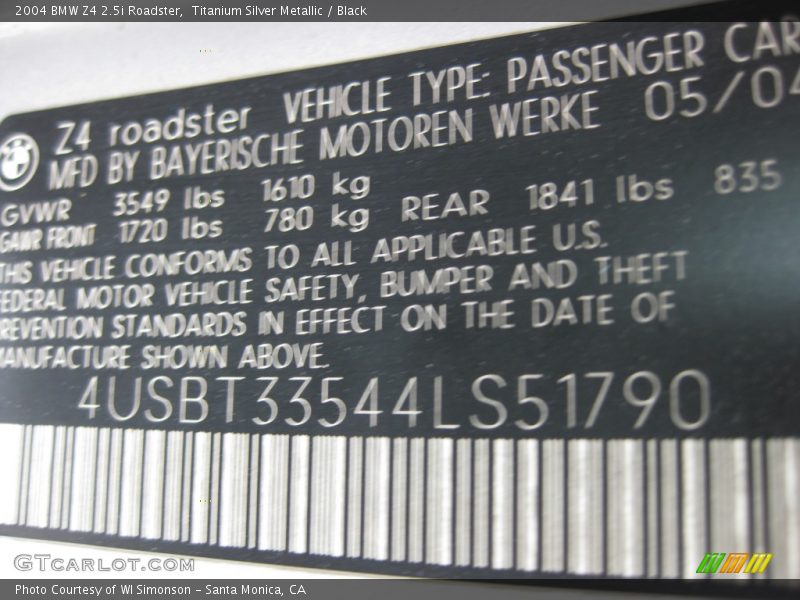 2004 BMW Z4 2.5i Roadster, Titanium Silver Metallic / Black
Z4 roadster VEHICLE TYPE: PASSENGER CAR
MFD BY BAYERISCHE MOTOREN WERKE 05/04
GVWR 3549 lbs 1610 kg
GAWR FRONT 1720 lbs 780 kg REAR 1841 lbs 835
THIS VEHICLE CONFORMS TO ALL APPLICABLE U.S.
FEDERAL MOTOR VEHICLE SAFETY, BUMPER AND THEFT
PREVENTION STANDARDS IN EFFECT ON THE DATE OF
MANUFACTURE SHOWN ABOVE.
4USBT33544LS51790
GTCARLOT.COM
Photo Courtesy of WI Simonson – Santa Monica, CA